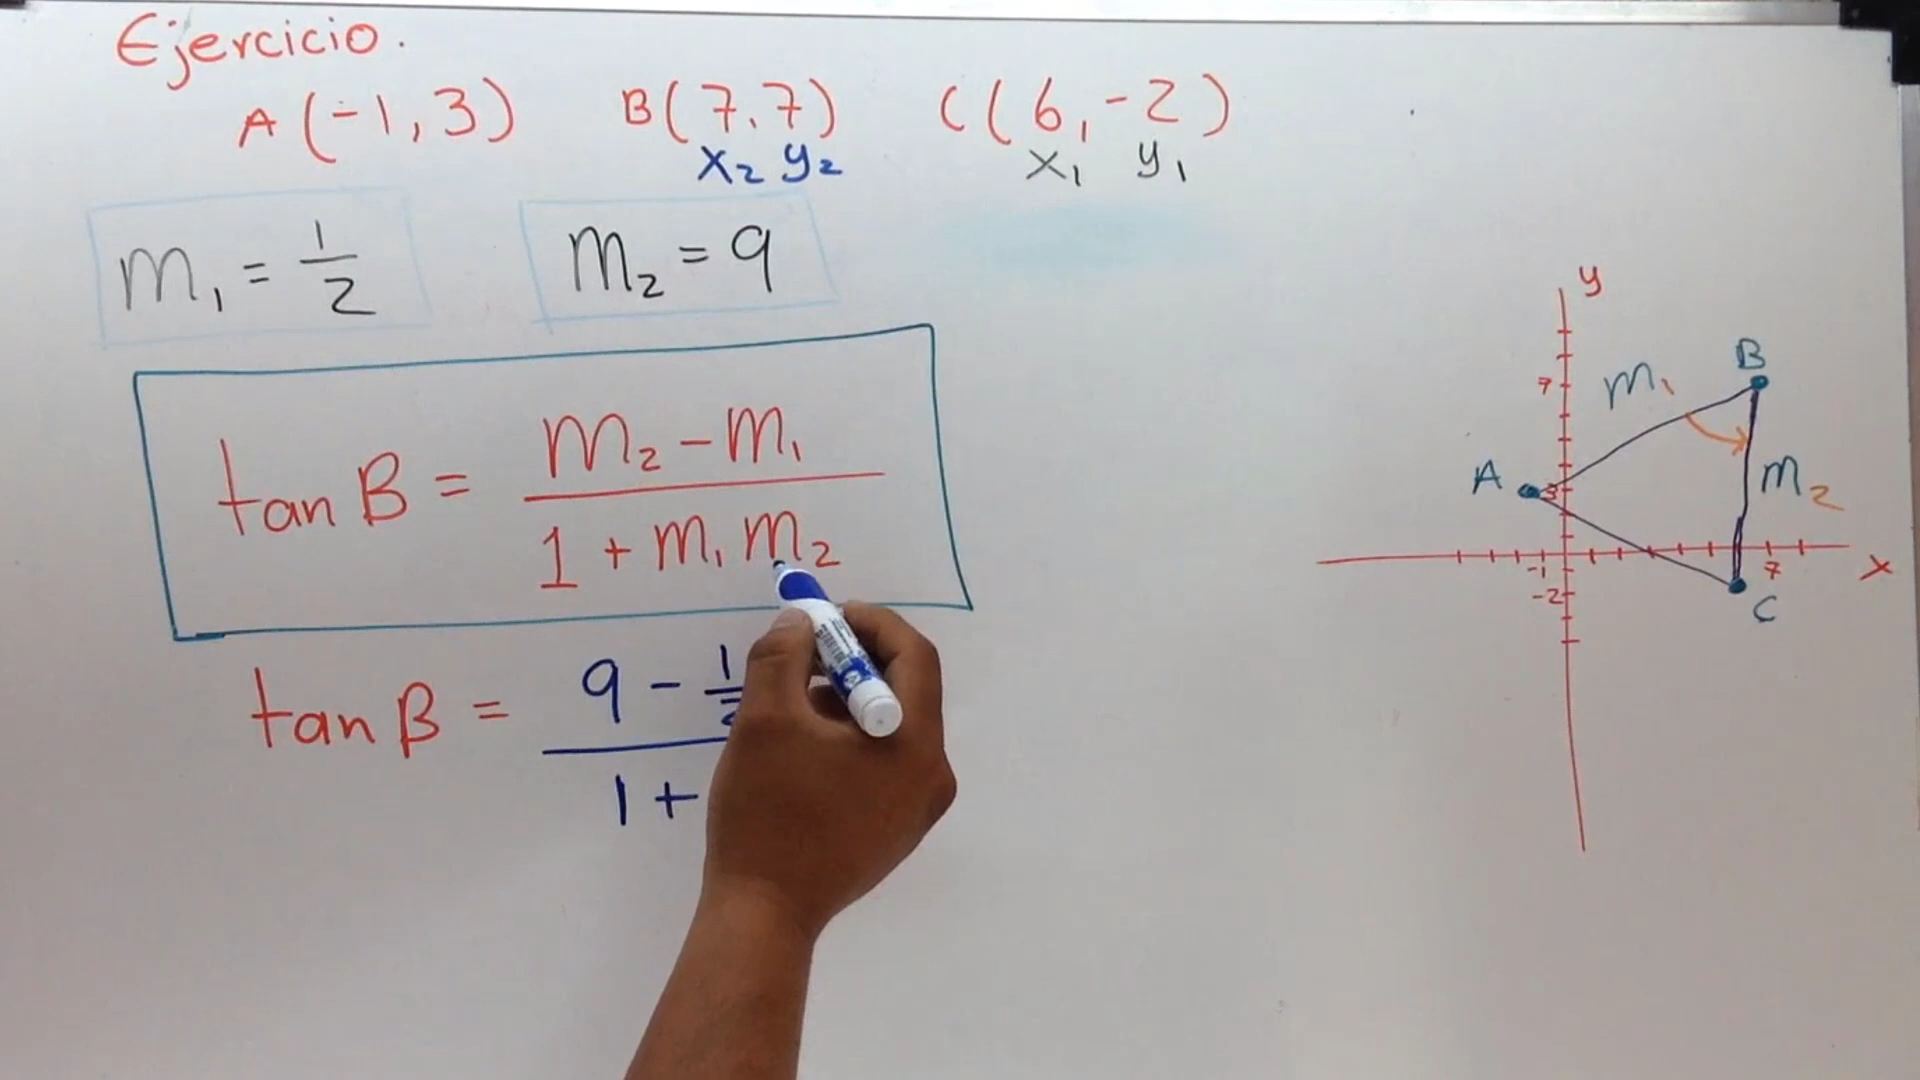 Ejercicio.
A (-1, 3) B (7, 7) C (6, -2)
x₂ y₂ x₁ y₁
m₁ = 1/2 m₂ = 9
tan B = (m₂ - m₁)/(1 + m₁ m₂)
tan B = 9 - 1
1 +
y
B
7
m₁
A
3
m₂
-1
7
x
-2
C